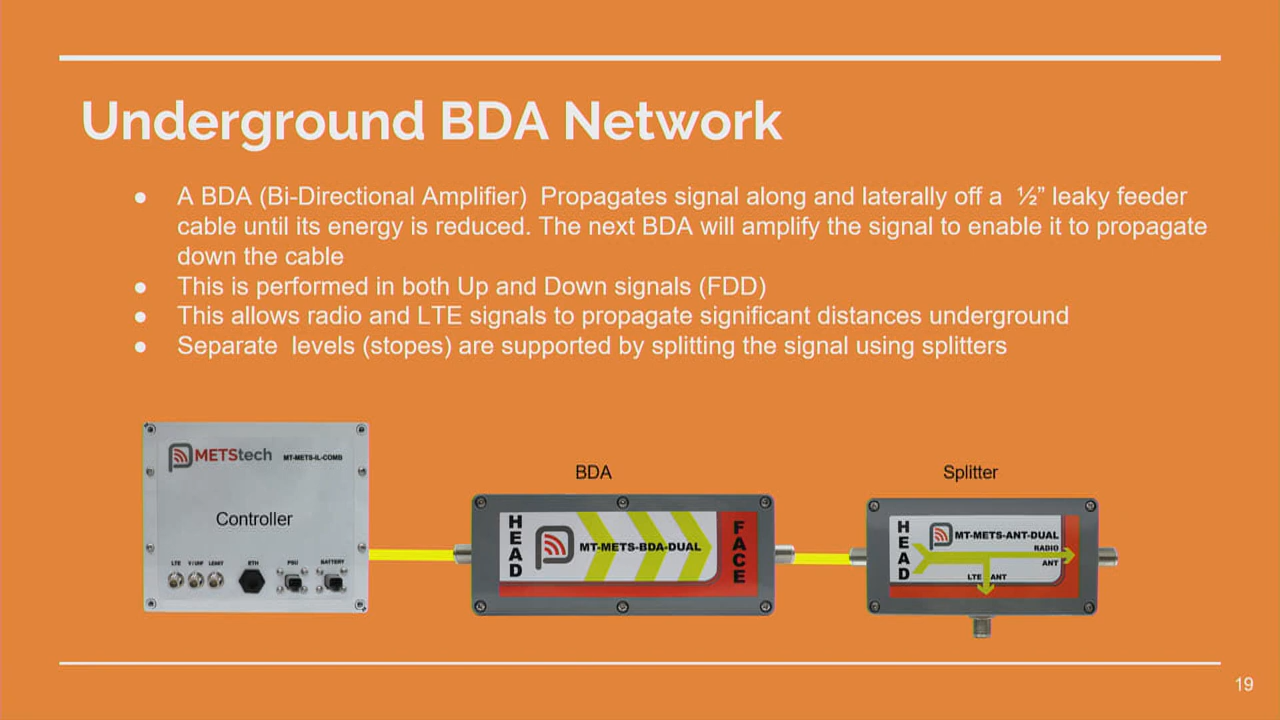 Underground BDA Network
● A BDA (Bi-Directional Amplifier)  Propagates signal along and laterally off a  ½” leaky feeder
cable until its energy is reduced. The next BDA will amplify the signal to enable it to propagate
down the cable
● This is performed in both Up and Down signals (FDD)
● This allows radio and LTE signals to propagate significant distances underground
● Separate  levels (stopes) are supported by splitting the signal using splitters
METStech MT-METS-IL-COMB
Controller
LTE V/UHF LEAKY ETH PSU BATTERY
BDA
HEAD
MT-METS-BDA-DUAL
FACE
Splitter
HEAD
MT-METS-ANT-DUAL
RADIO
ANT
LTE ANT
19